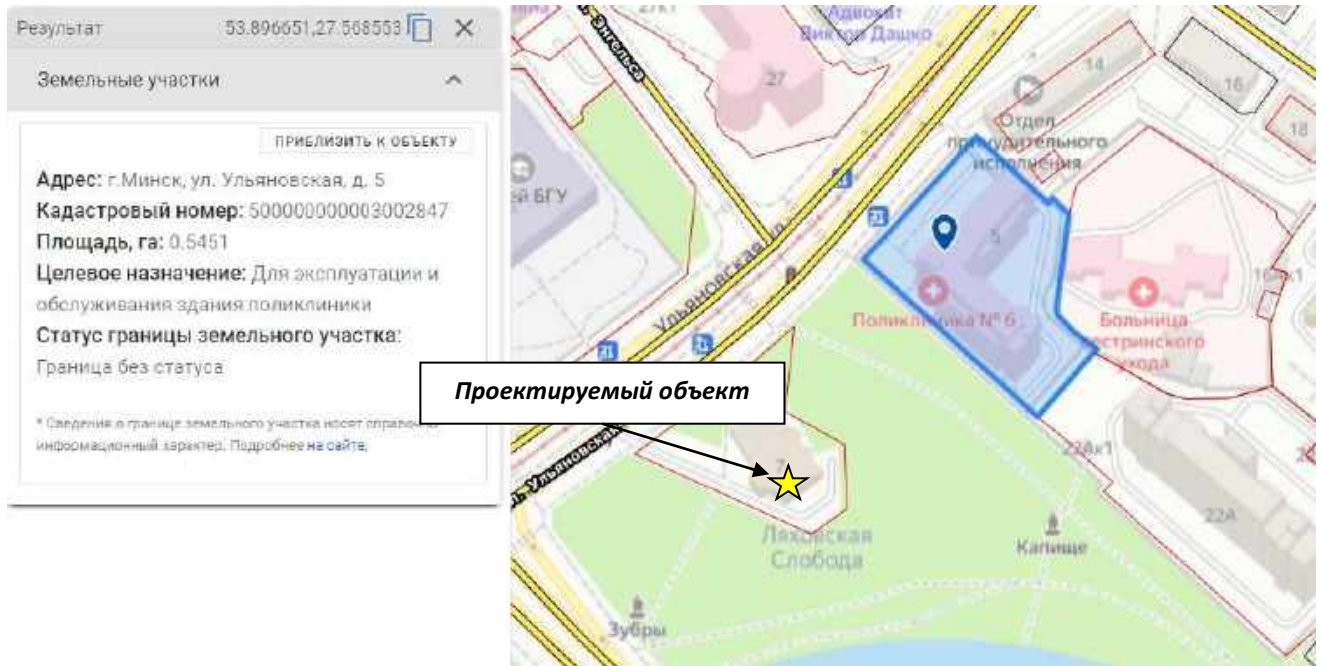 Результат 53.896651,27.568553
Земельные участки
ПРИБЛИЗИТЬ К ОБЪЕКТУ
Адрес: г.Минск, ул. Ульяновская, д. 5
Кадастровый номер: 500000000003002847
Площадь, га: 0.5451
Целевое назначение: Для эксплуатации и
обслуживания здания поликлиники
Статус границы земельного участка:
Граница без статуса
* Сведения о границе земельного участка носят
информационный характер. Подробнее на сайте.
Проектируемый объект
27к1
Энгельса
Адвокат
Виктор Дашко
27
14
16
18
Отдел
принудительного
исполнения
БГУ
5
Ульяновская ул.
Поликлиника № 6
Больница
сестринского
ухода
22Ак1
22А
ул. Ульяновская
7
Ляховская
Слобода
Капище
Зубры